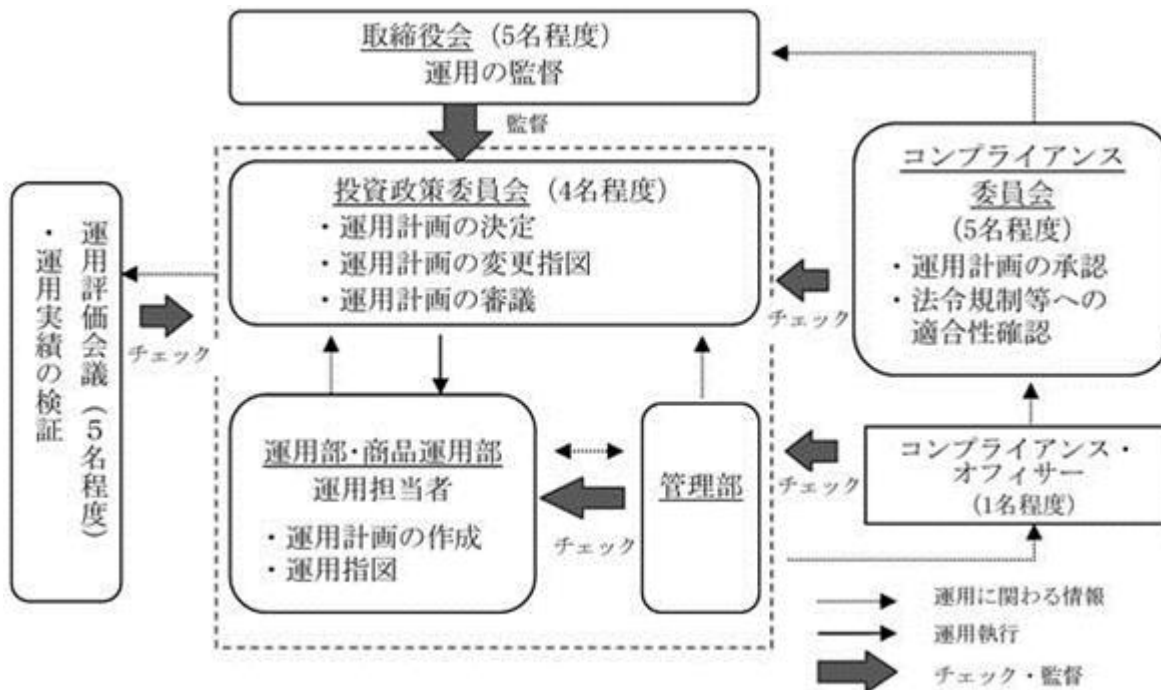 取締役会（5名程度）
運用の監督
監督
投資政策委員会（4名程度）
・運用計画の決定
・運用計画の変更指図
・運用計画の審議
運用評価会議（５名程度）
・運用実績の検証
チェック
コンプライアンス
委員会
(5名程度)
・運用計画の承認
・法令規制等への
適合性確認
チェック
運用部・商品運用部
運用担当者
・運用計画の作成
・運用指図
チェック
管理部
チェック
コンプライアンス・
オフィサー
(1名程度)
運用に関わる情報
運用執行
チェック・監督